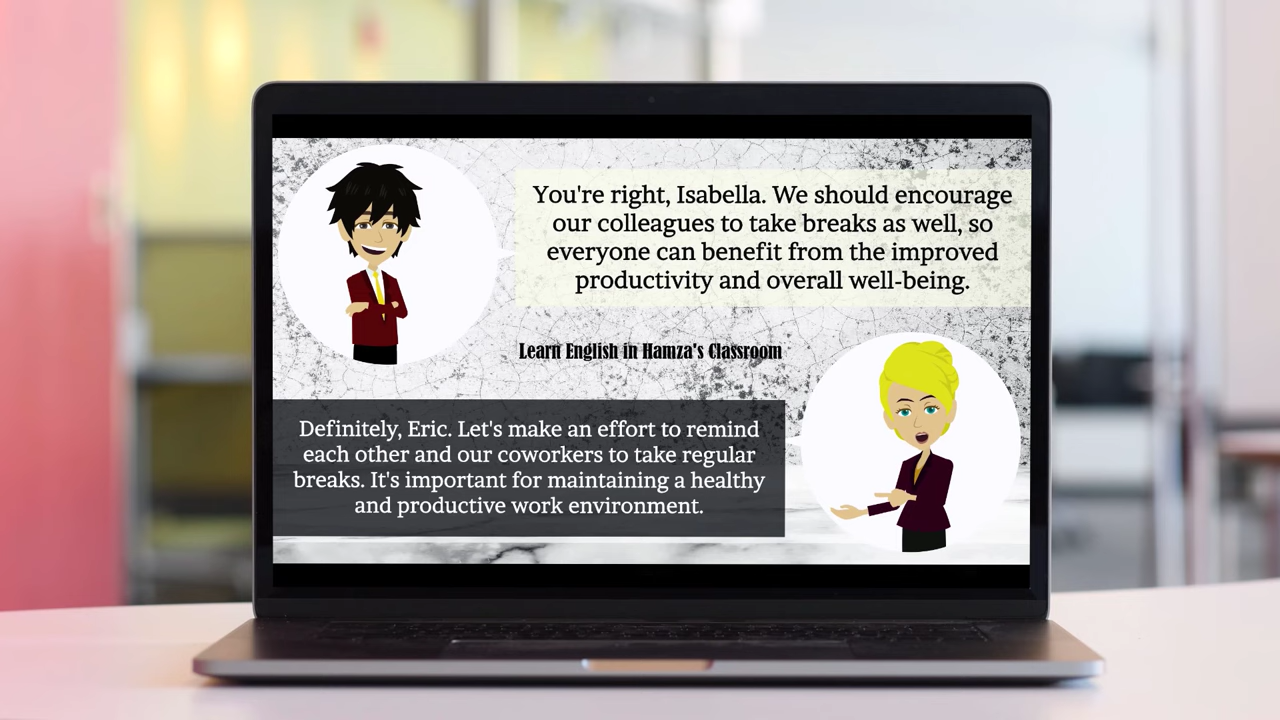 You're right, Isabella. We should encourage
our colleagues to take breaks as well, so
everyone can benefit from the improved
productivity and overall well-being.
Learn English in Hamza's Classroom
Definitely, Eric. Let's make an effort to remind
each other and our coworkers to take regular
breaks. It's important for maintaining a healthy
and productive work environment.